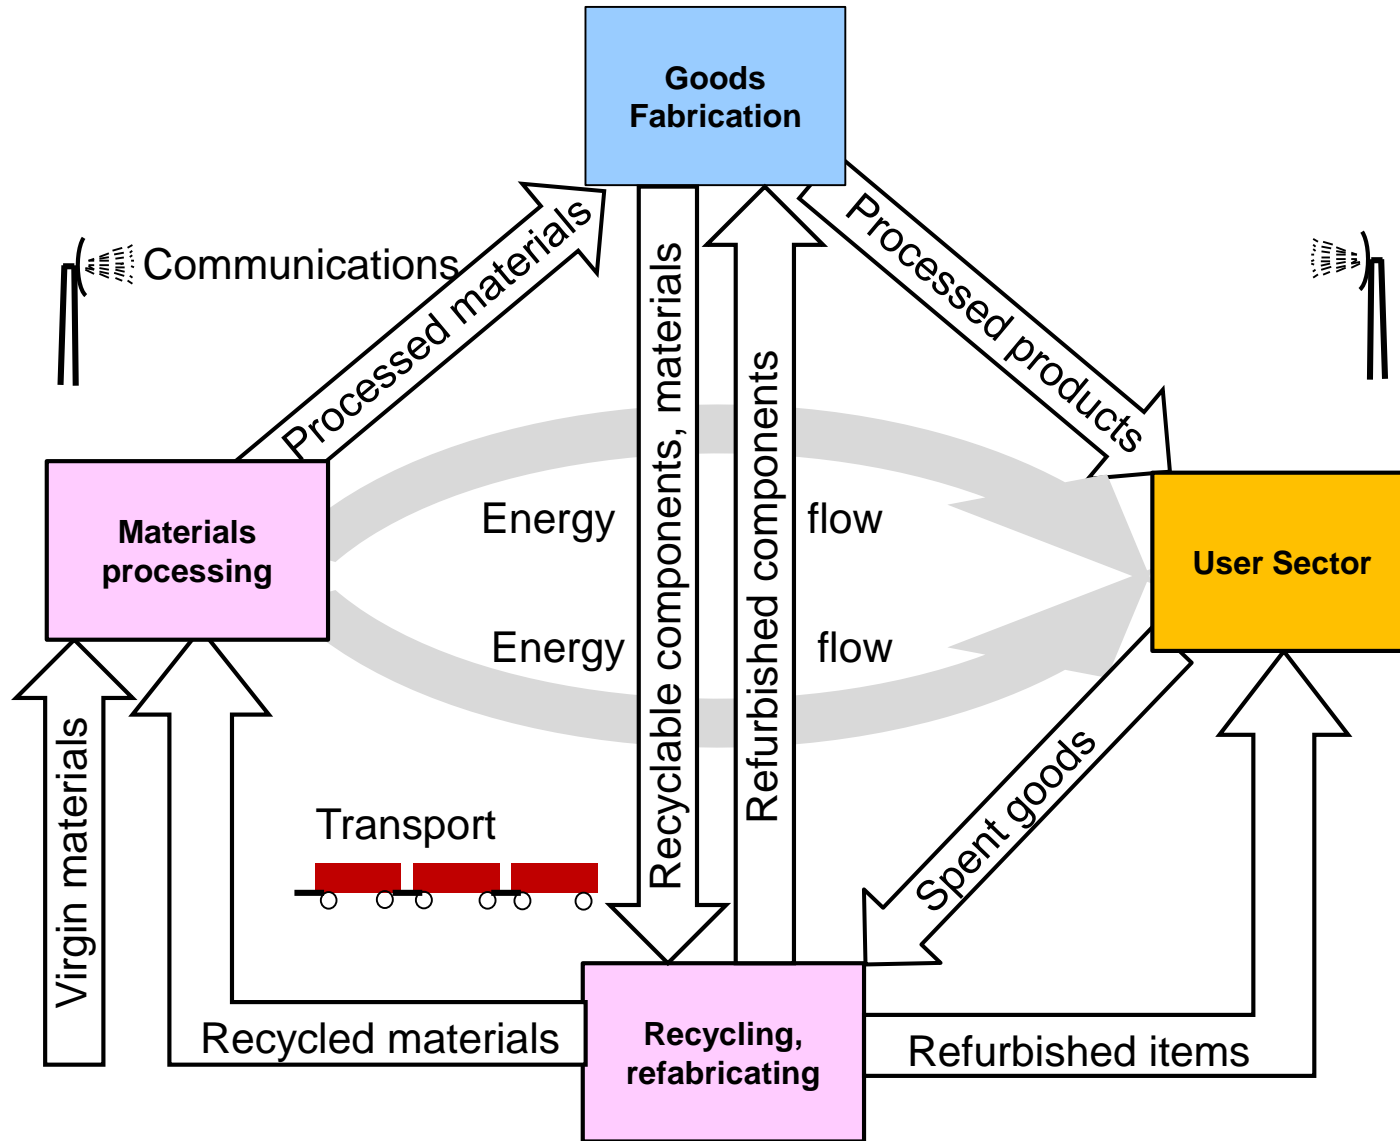 Goods
Fabrication
Communications
Processed materials
Recyclable components, materials
Refurbished components
Processed products
Energy flow
Materials
processing
User Sector
Energy flow
Virgin materials
Transport
Spent goods
Recycled materials
Recycling,
refabricating
Refurbished items